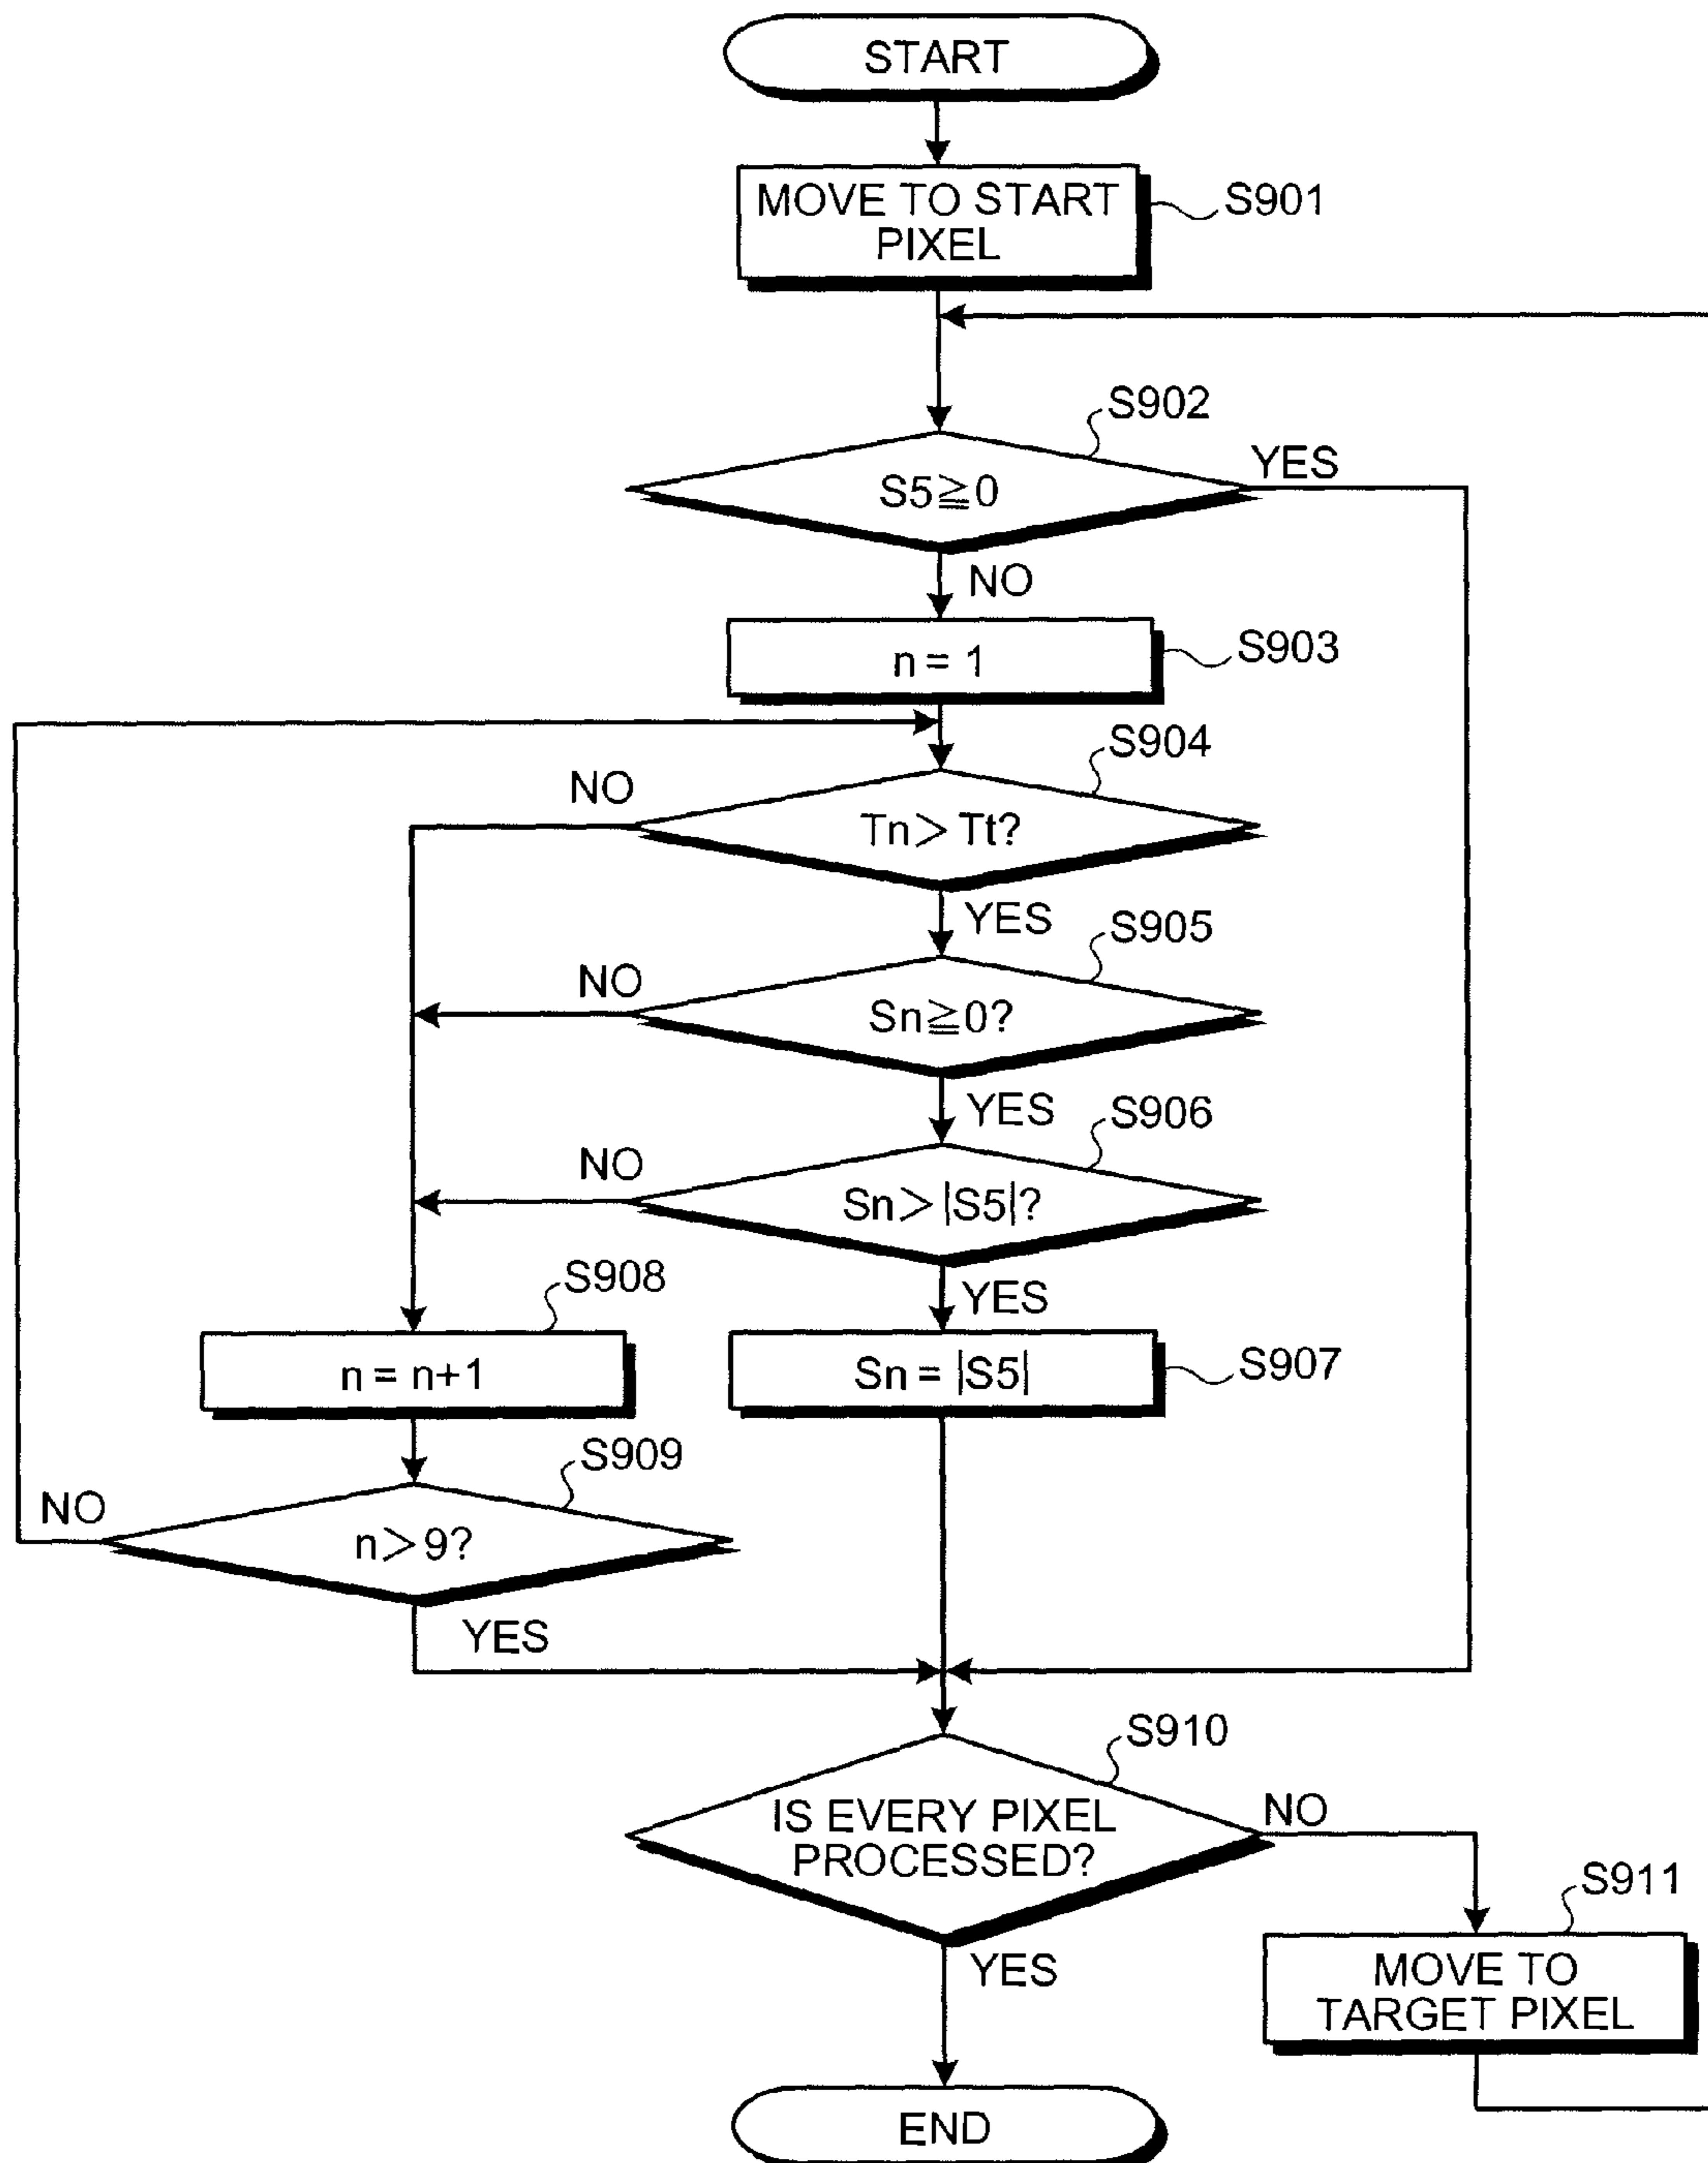 START
MOVE TO START
PIXEL
S901
S902
S5≧0
YES
NO
n = 1
S903
S904
NO
Tn＞Tt?
YES
S905
NO
Sn≧0?
YES
S906
NO
Sn＞|S5|?
YES
S908
n = n+1
Sn = |S5|
S907
S909
NO
n＞9?
YES
S910
IS EVERY PIXEL
PROCESSED?
NO
S911
YES
MOVE TO
TARGET PIXEL
END